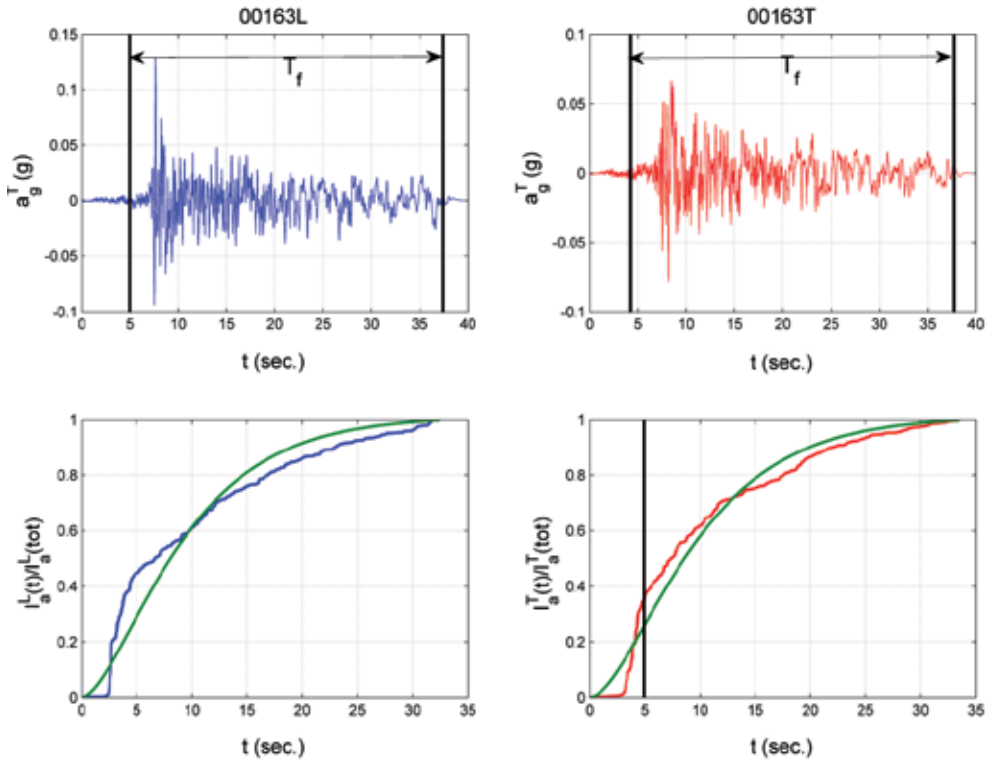 00163L
0.15
0.1
0.05
0
-0.05
-0.1
a_g^T (g)
T_f
0 5 10 15 20 25 30 35 40
t (sec.)
00163T
0.1
0.05
0
-0.05
-0.1
a_g^T (g)
T_f
0 5 10 15 20 25 30 35 40
t (sec.)
1
0.8
0.6
0.4
0.2
0
I_a^L(t)/I_a^L(tot)
0 5 10 15 20 25 30 35
t (sec.)
1
0.8
0.6
0.4
0.2
0
I_a^T(t)/I_a^T(tot)
0 5 10 15 20 25 30 35
t (sec.)